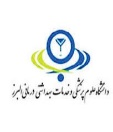 دانشگاه علوم پزشکی و خدمات بهداشتی درمانی البرز